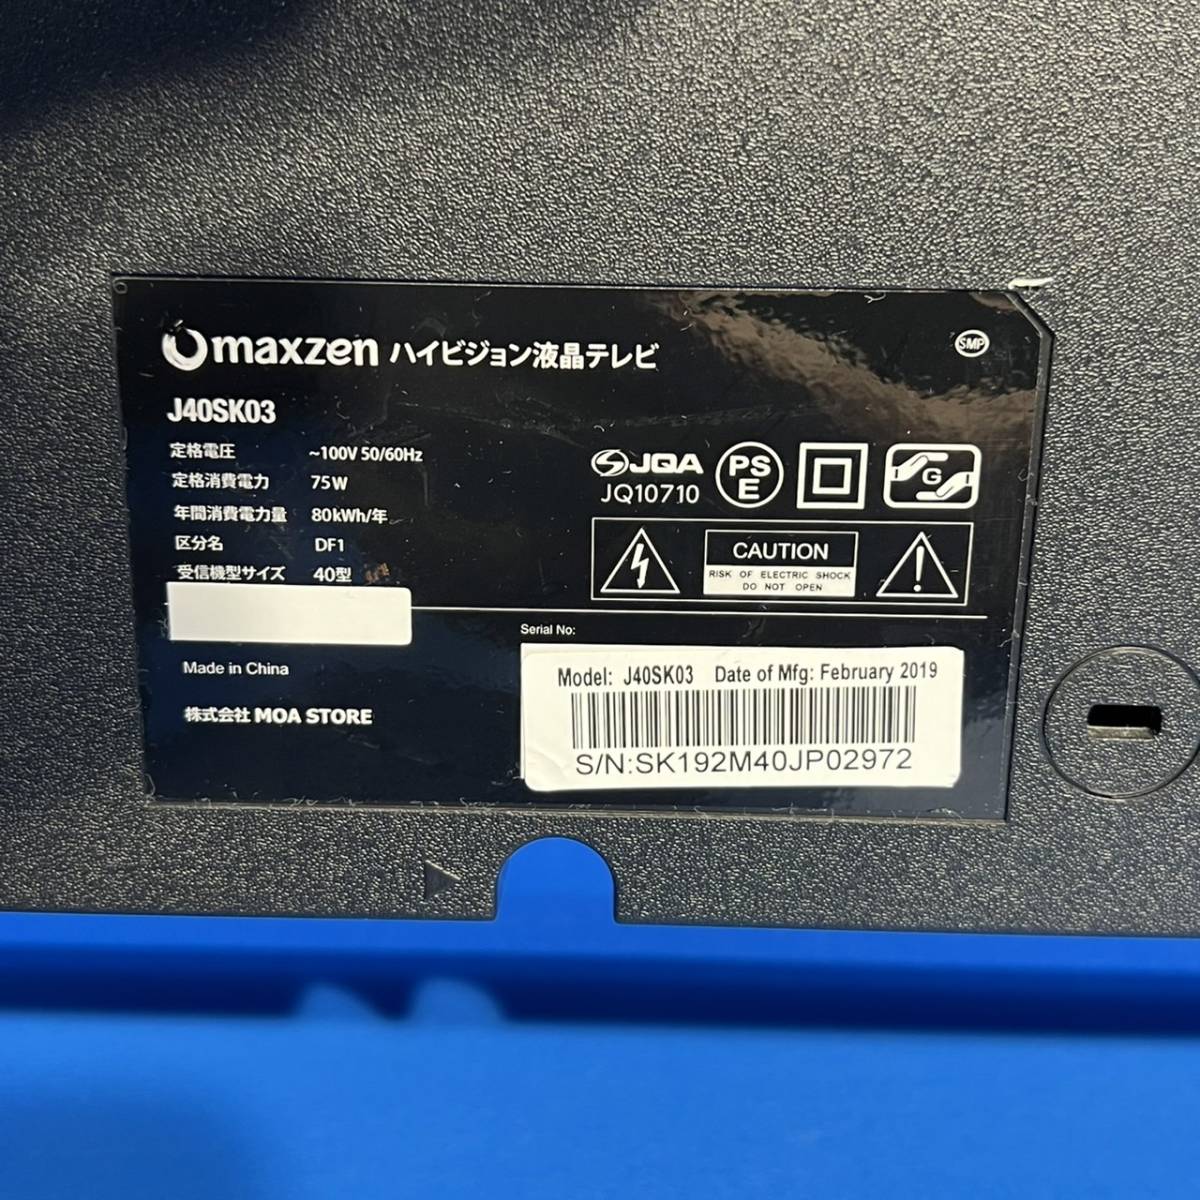 maxzen ハイビジョン液晶テレビ
SMP
J40SK03
定格電圧 ~100V 50/60Hz
定格消費電力 75W
年間消費電力量 80kWh/年
区分名 DF1
受信機型サイズ 40型
JQA
JQ10710
PS
E
G
CAUTION
RISK OF ELECTRIC SHOCK
DO NOT OPEN
Made in China
株式会社 MOA STORE
Serial No:
Model: J40SK03 Date of Mfg: February 2019
S/N:SK192M40JP02972